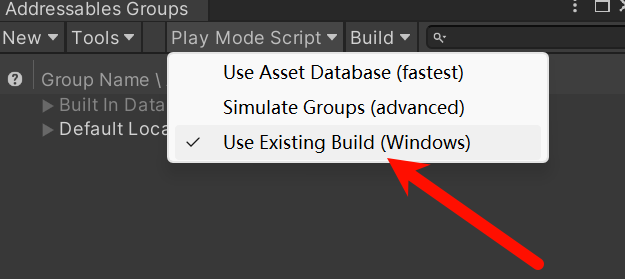 Addressables Groups
New Tools Play Mode Script Build
Group Name \
Use Asset Database (fastest)
Built In Data
Simulate Groups (advanced)
Default Loca
Use Existing Build (Windows)